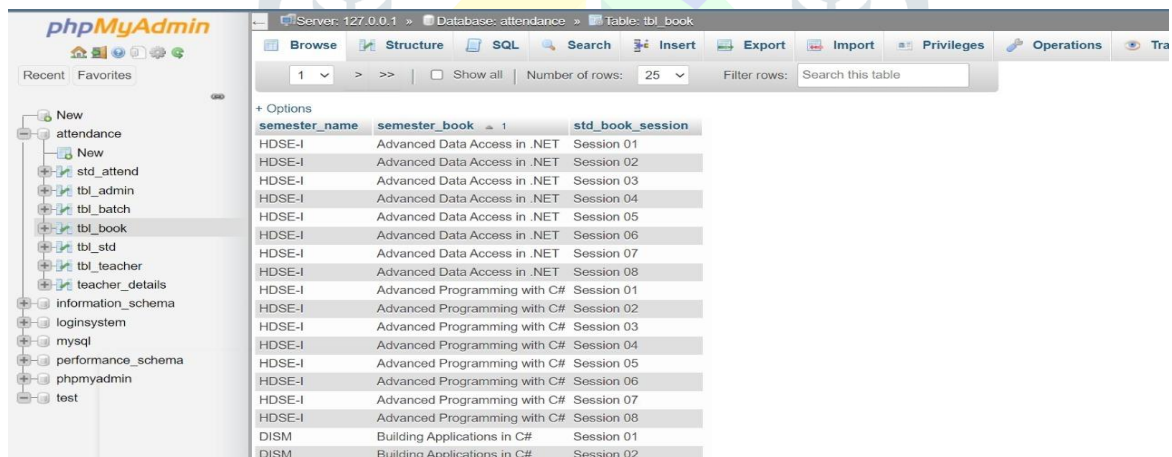 phpMyAdmin
Recent Favorites
New
attendance
New
std_attend
tbl_admin
tbl_batch
tbl_book
tbl_std
tbl_teacher
teacher_details
information_schema
loginsystem
mysql
performance_schema
phpmyadmin
test
Server: 127.0.0.1 » Database: attendance » Table: tbl_book
Browse Structure SQL Search Insert Export Import Privileges Operations Tra
1 > >> | Show all | Number of rows: 25 Filter rows: Search this table
+ Options
semester_name semester_book 1 std_book_session
HDSE-I Advanced Data Access in .NET Session 01
HDSE-I Advanced Data Access in .NET Session 02
HDSE-I Advanced Data Access in .NET Session 03
HDSE-I Advanced Data Access in .NET Session 04
HDSE-I Advanced Data Access in .NET Session 05
HDSE-I Advanced Data Access in .NET Session 06
HDSE-I Advanced Data Access in .NET Session 07
HDSE-I Advanced Data Access in .NET Session 08
HDSE-I Advanced Programming with C# Session 01
HDSE-I Advanced Programming with C# Session 02
HDSE-I Advanced Programming with C# Session 03
HDSE-I Advanced Programming with C# Session 04
HDSE-I Advanced Programming with C# Session 05
HDSE-I Advanced Programming with C# Session 06
HDSE-I Advanced Programming with C# Session 07
HDSE-I Advanced Programming with C# Session 08
DISM Building Applications in C# Session 01
DISM Building Applications in C# Session 02